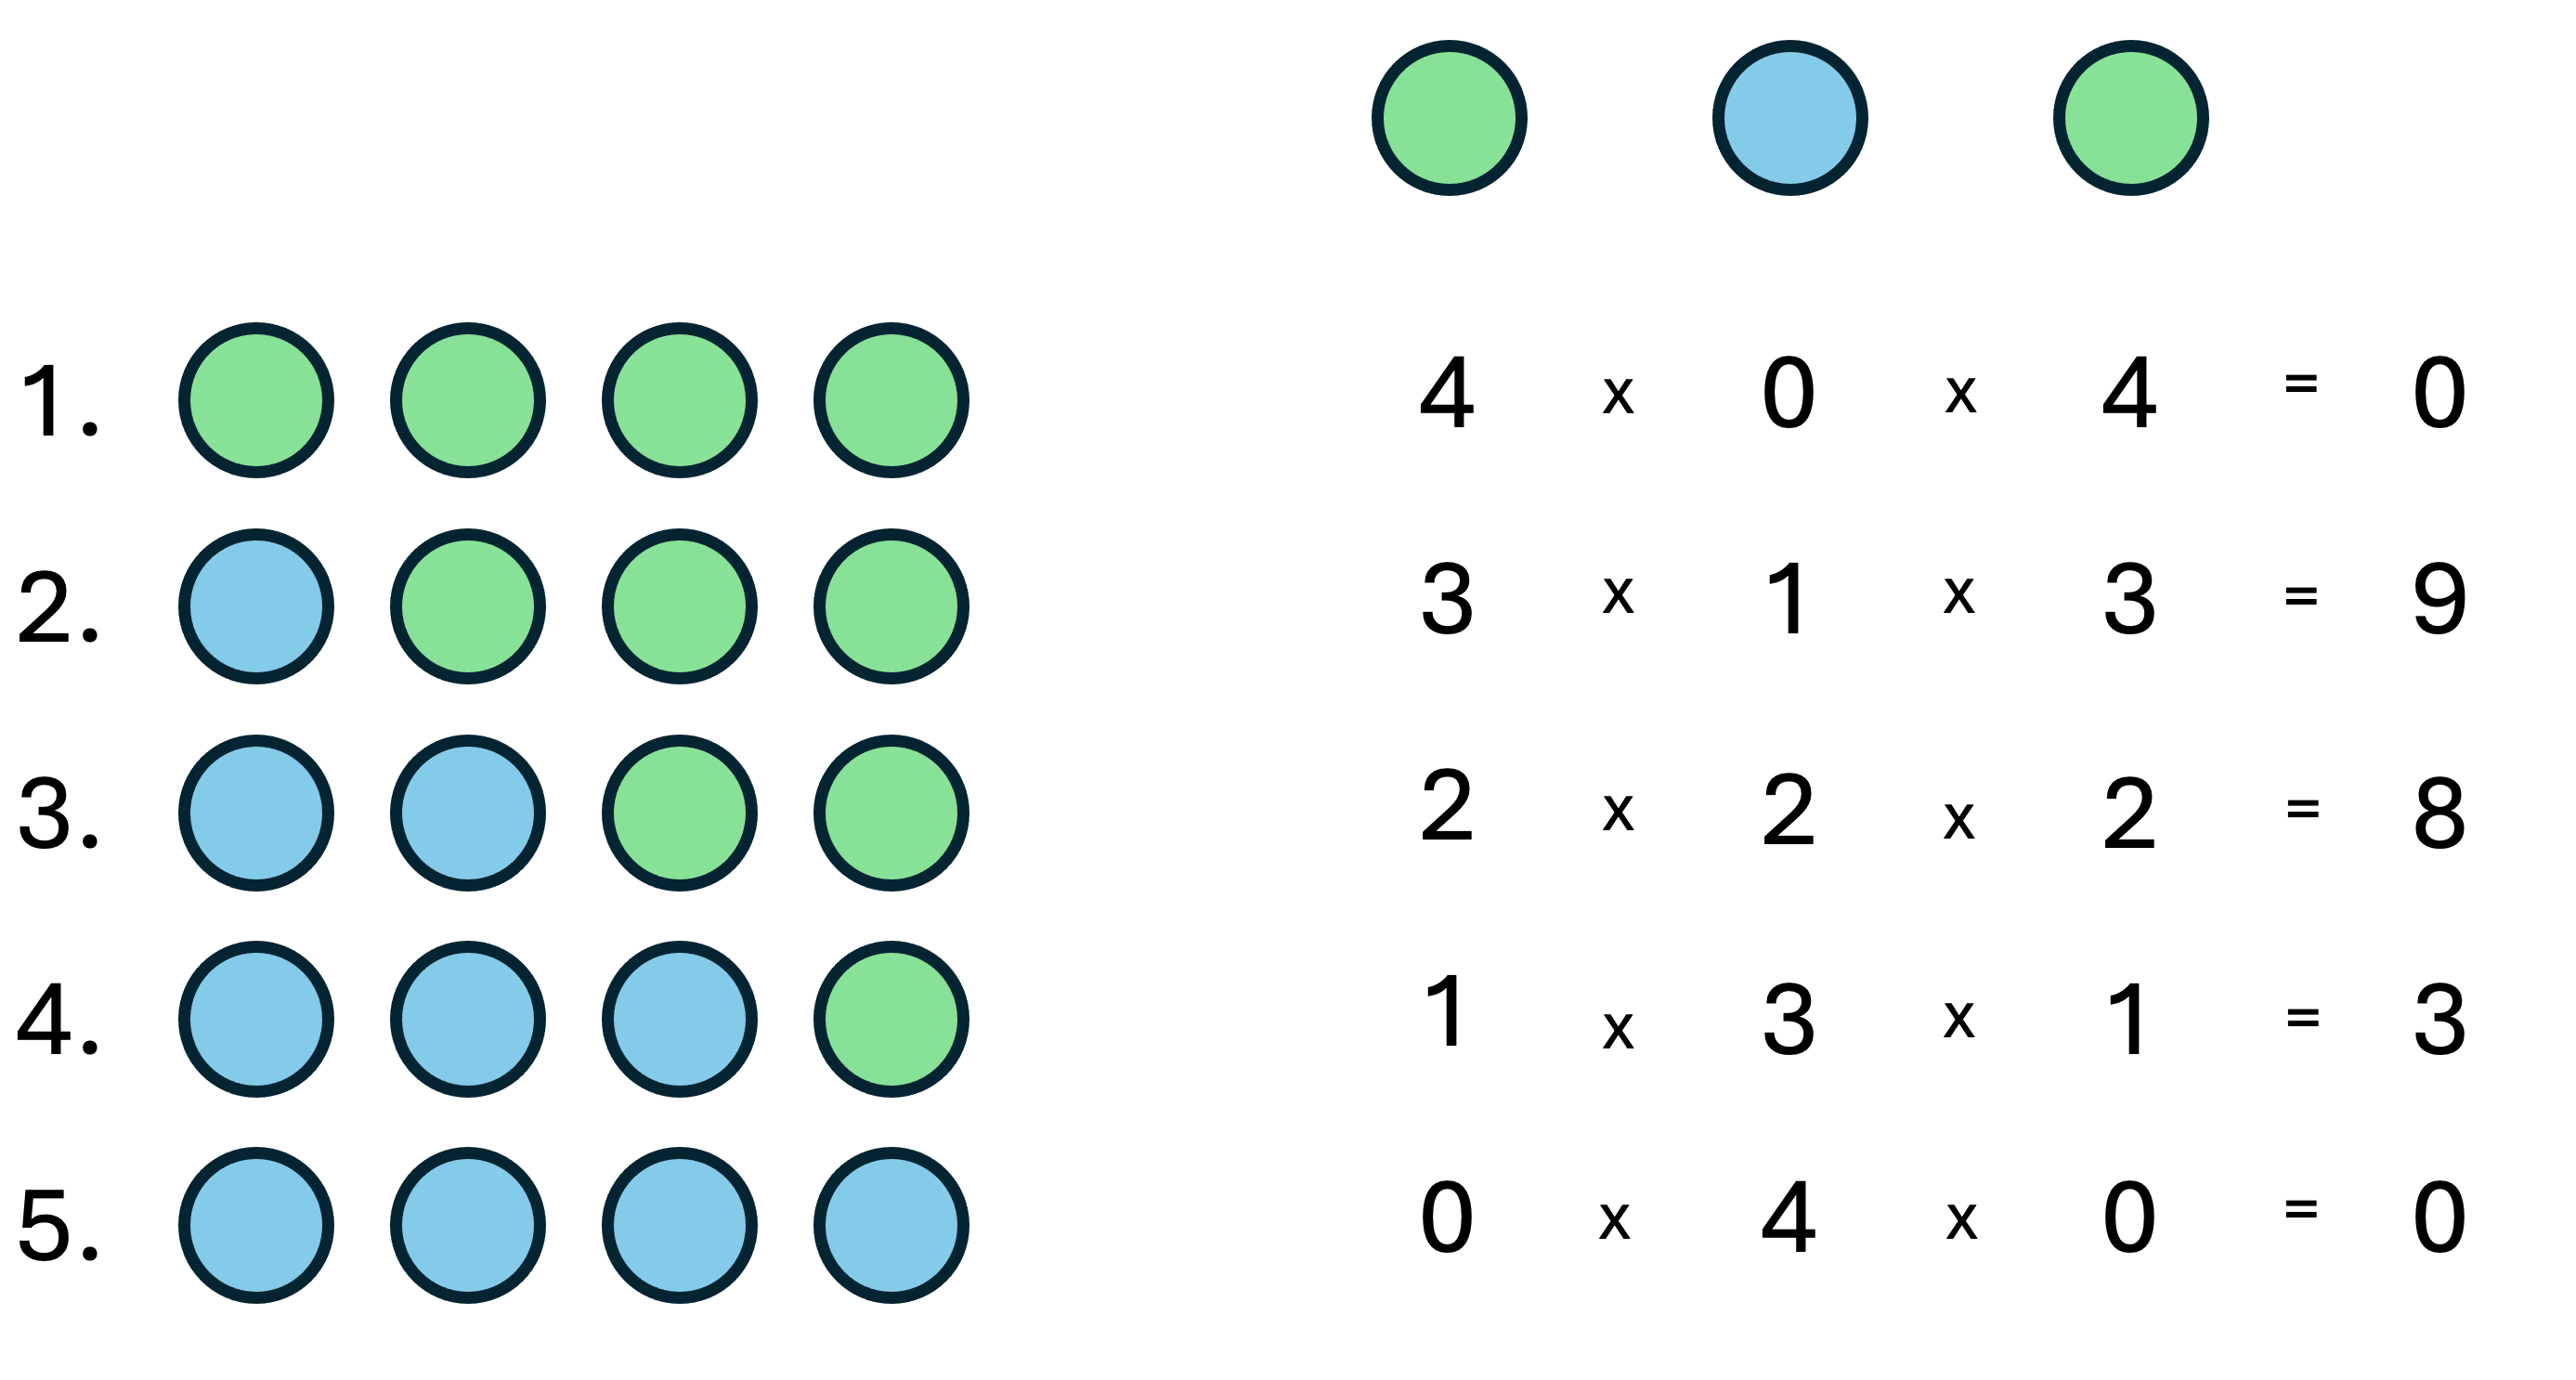 1. 4 x 0 x 4 = 0
2. 3 x 1 x 3 = 9
3. 2 x 2 x 2 = 8
4. 1 x 3 x 1 = 3
5. 0 x 4 x 0 = 0